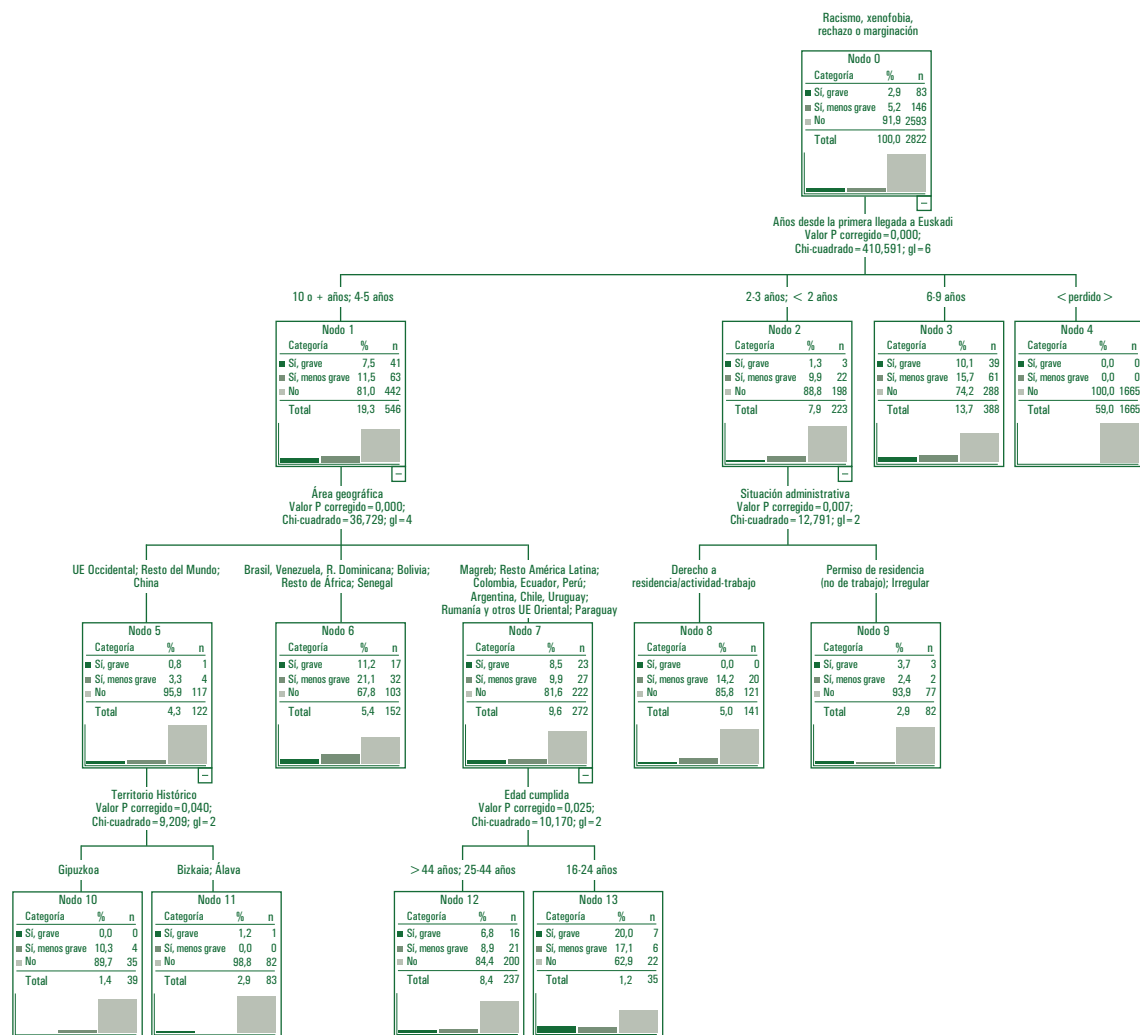 Racismo, xenofobia,
rechazo o marginación
Nodo 0
Categoría % n
Sí, grave 2,9 83
Sí, menos grave 5,2 146
No 91,9 2593
Total 100,0 2822
Años desde la primera llegada a Euskadi
Valor P corregido=0,000;
Chi-cuadrado=410,591; gl=6
10 o + años; 4-5 años
Nodo 1
Categoría % n
Sí, grave 7,5 41
Sí, menos grave 11,5 63
No 81,0 442
Total 19,3 546
2-3 años; < 2 años
Nodo 2
Categoría % n
Sí, grave 1,3 3
Sí, menos grave 9,9 22
No 88,8 198
Total 7,9 223
6-9 años
Nodo 3
Categoría % n
Sí, grave 10,1 39
Sí, menos grave 15,7 61
No 74,2 288
Total 13,7 388
< perdido >
Nodo 4
Categoría % n
Sí, grave 0,0 0
Sí, menos grave 0,0 0
No 100,0 1665
Total 59,0 1665
Área geográfica
Valor P corregido=0,000;
Chi-cuadrado=36,729; gl=4
Situación administrativa
Valor P corregido=0,007;
Chi-cuadrado=12,791; gl=2
UE Occidental; Resto del Mundo;
China
Nodo 5
Categoría % n
Sí, grave 0,8 1
Sí, menos grave 3,3 4
No 95,9 117
Total 4,3 122
Brasil, Venezuela, R. Dominicana; Bolivia;
Resto de África; Senegal
Nodo 6
Categoría % n
Sí, grave 11,2 17
Sí, menos grave 21,1 32
No 67,8 103
Total 5,4 152
Magreb; Resto América Latina;
Colombia, Ecuador, Perú;
Argentina, Chile, Uruguay;
Rumanía y otros UE Oriental; Paraguay
Nodo 7
Categoría % n
Sí, grave 8,5 23
Sí, menos grave 9,9 27
No 81,6 222
Total 9,6 272
Derecho a
residencia/actividad-trabajo
Nodo 8
Categoría % n
Sí, grave 0,0 0
Sí, menos grave 14,2 20
No 85,8 121
Total 5,0 141
Permiso de residencia
(no de trabajo); Irregular
Nodo 9
Categoría % n
Sí, grave 3,7 3
Sí, menos grave 2,4 2
No 93,9 77
Total 2,9 82
Territorio Histórico
Valor P corregido=0,040;
Chi-cuadrado=9,209; gl=2
Edad cumplida
Valor P corregido=0,025;
Chi-cuadrado=10,170; gl=2
Gipuzkoa
Nodo 10
Categoría % n
Sí, grave 0,0 0
Sí, menos grave 10,3 4
No 89,7 35
Total 1,4 39
Bizkaia; Álava
Nodo 11
Categoría % n
Sí, grave 1,2 1
Sí, menos grave 0,0 0
No 98,8 82
Total 2,9 83
> 44 años; 25-44 años
Nodo 12
Categoría % n
Sí, grave 6,8 16
Sí, menos grave 8,9 21
No 84,4 200
Total 8,4 237
16-24 años
Nodo 13
Categoría % n
Sí, grave 20,0 7
Sí, menos grave 17,1 6
No 62,9 22
Total 1,2 35